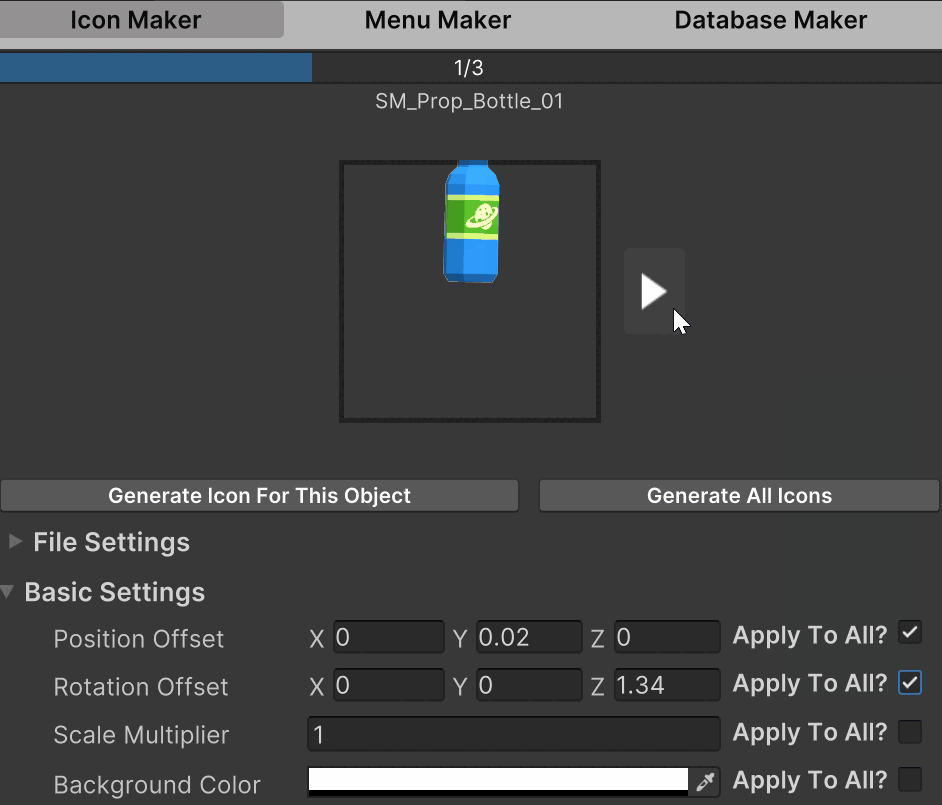 Icon Maker Menu Maker Database Maker
1/3
SM_Prop_Bottle_01
Generate Icon For This Object Generate All Icons
File Settings
Basic Settings
Position Offset X 0 Y 0.02 Z 0 Apply To All?
Rotation Offset X 0 Y 0 Z 1.34 Apply To All?
Scale Multiplier 1 Apply To All?
Background Color Apply To All?